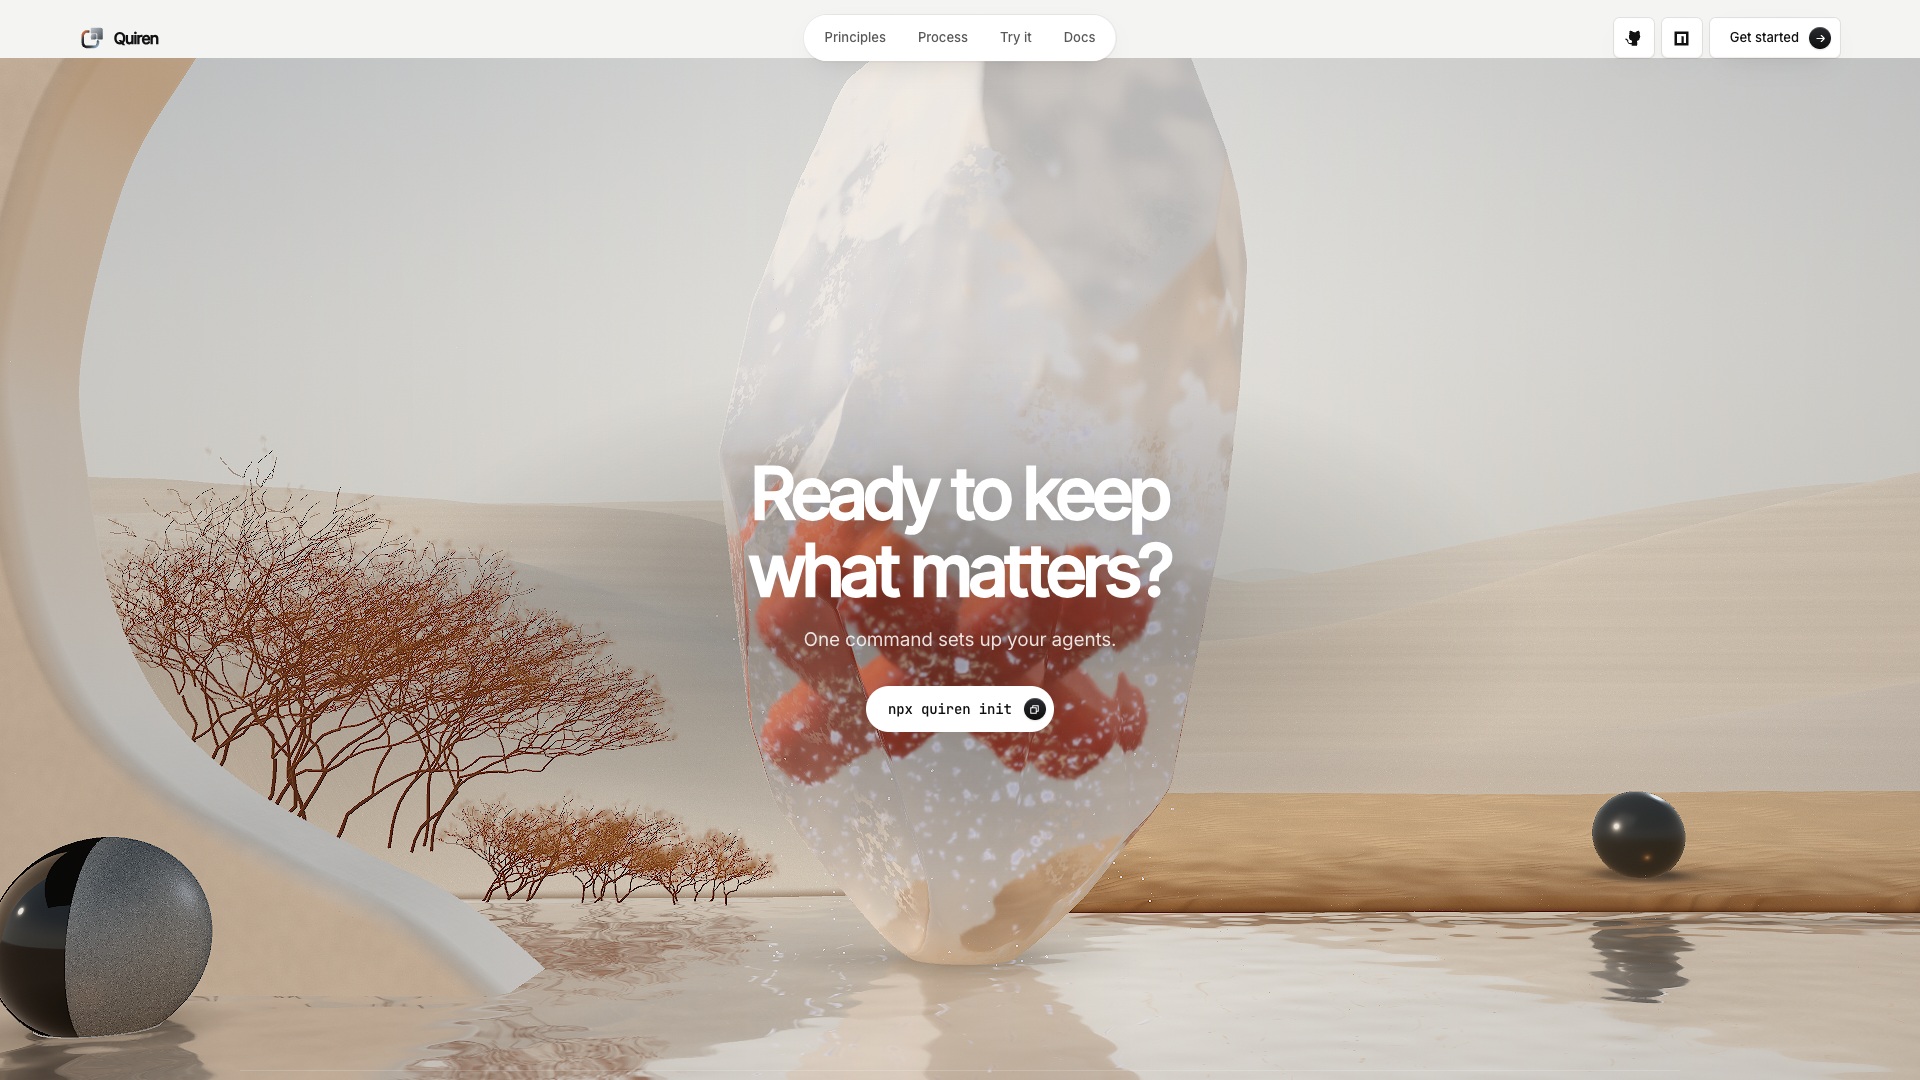 Quiren
Principles
Process
Try it
Docs
Get started
Ready to keep
what matters?
One command sets up your agents.
npx quiren init